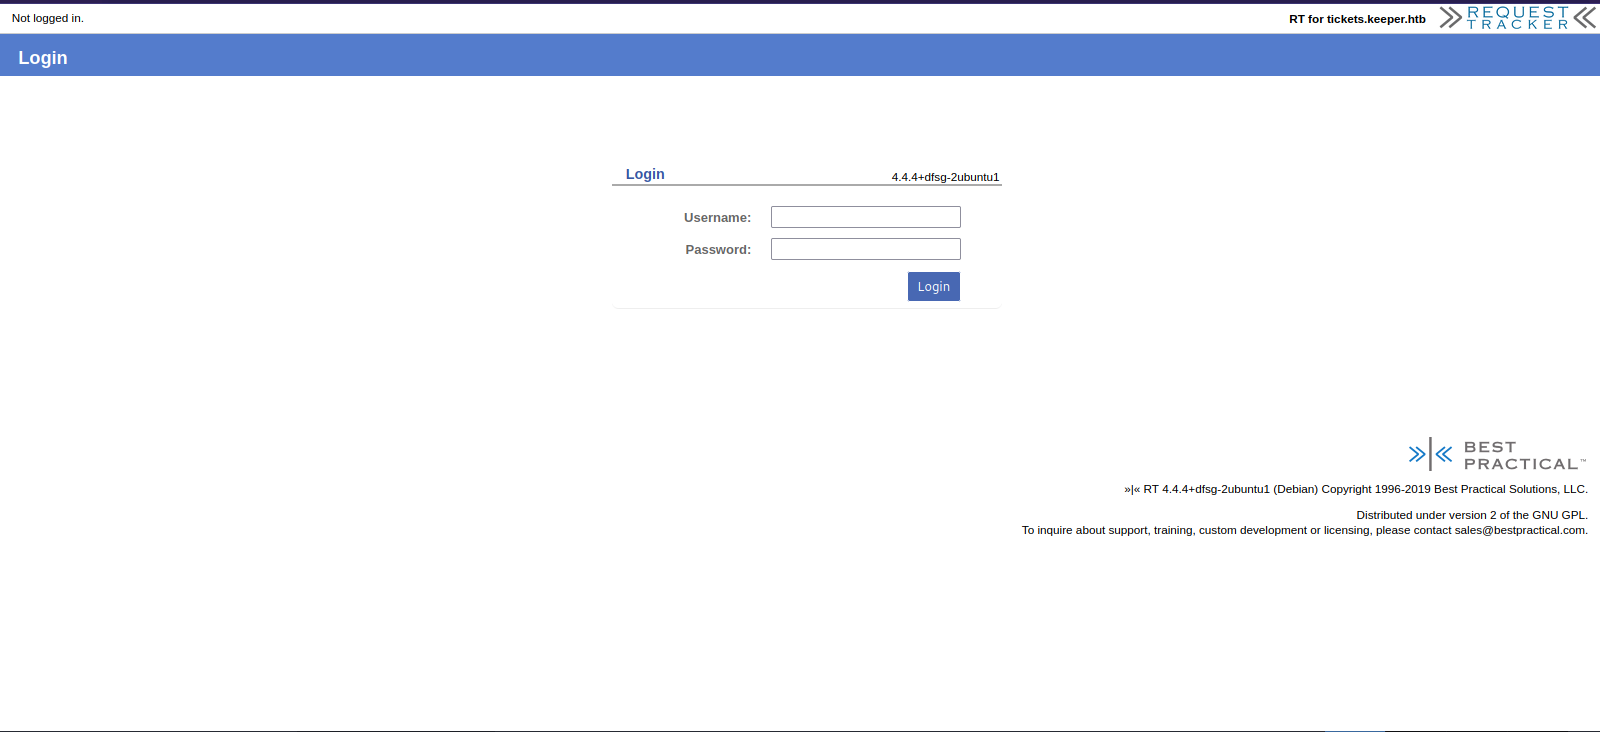 Not logged in.
RT for tickets.keeper.htb
REQUEST
TRACKER
Login
Login
4.4.4+dfsg-2ubuntu1
Username:
Password:
Login
BEST
PRACTICAL™
»|« RT 4.4.4+dfsg-2ubuntu1 (Debian) Copyright 1996-2019 Best Practical Solutions, LLC.
Distributed under version 2 of the GNU GPL.
To inquire about support, training, custom development or licensing, please contact sales@bestpractical.com.